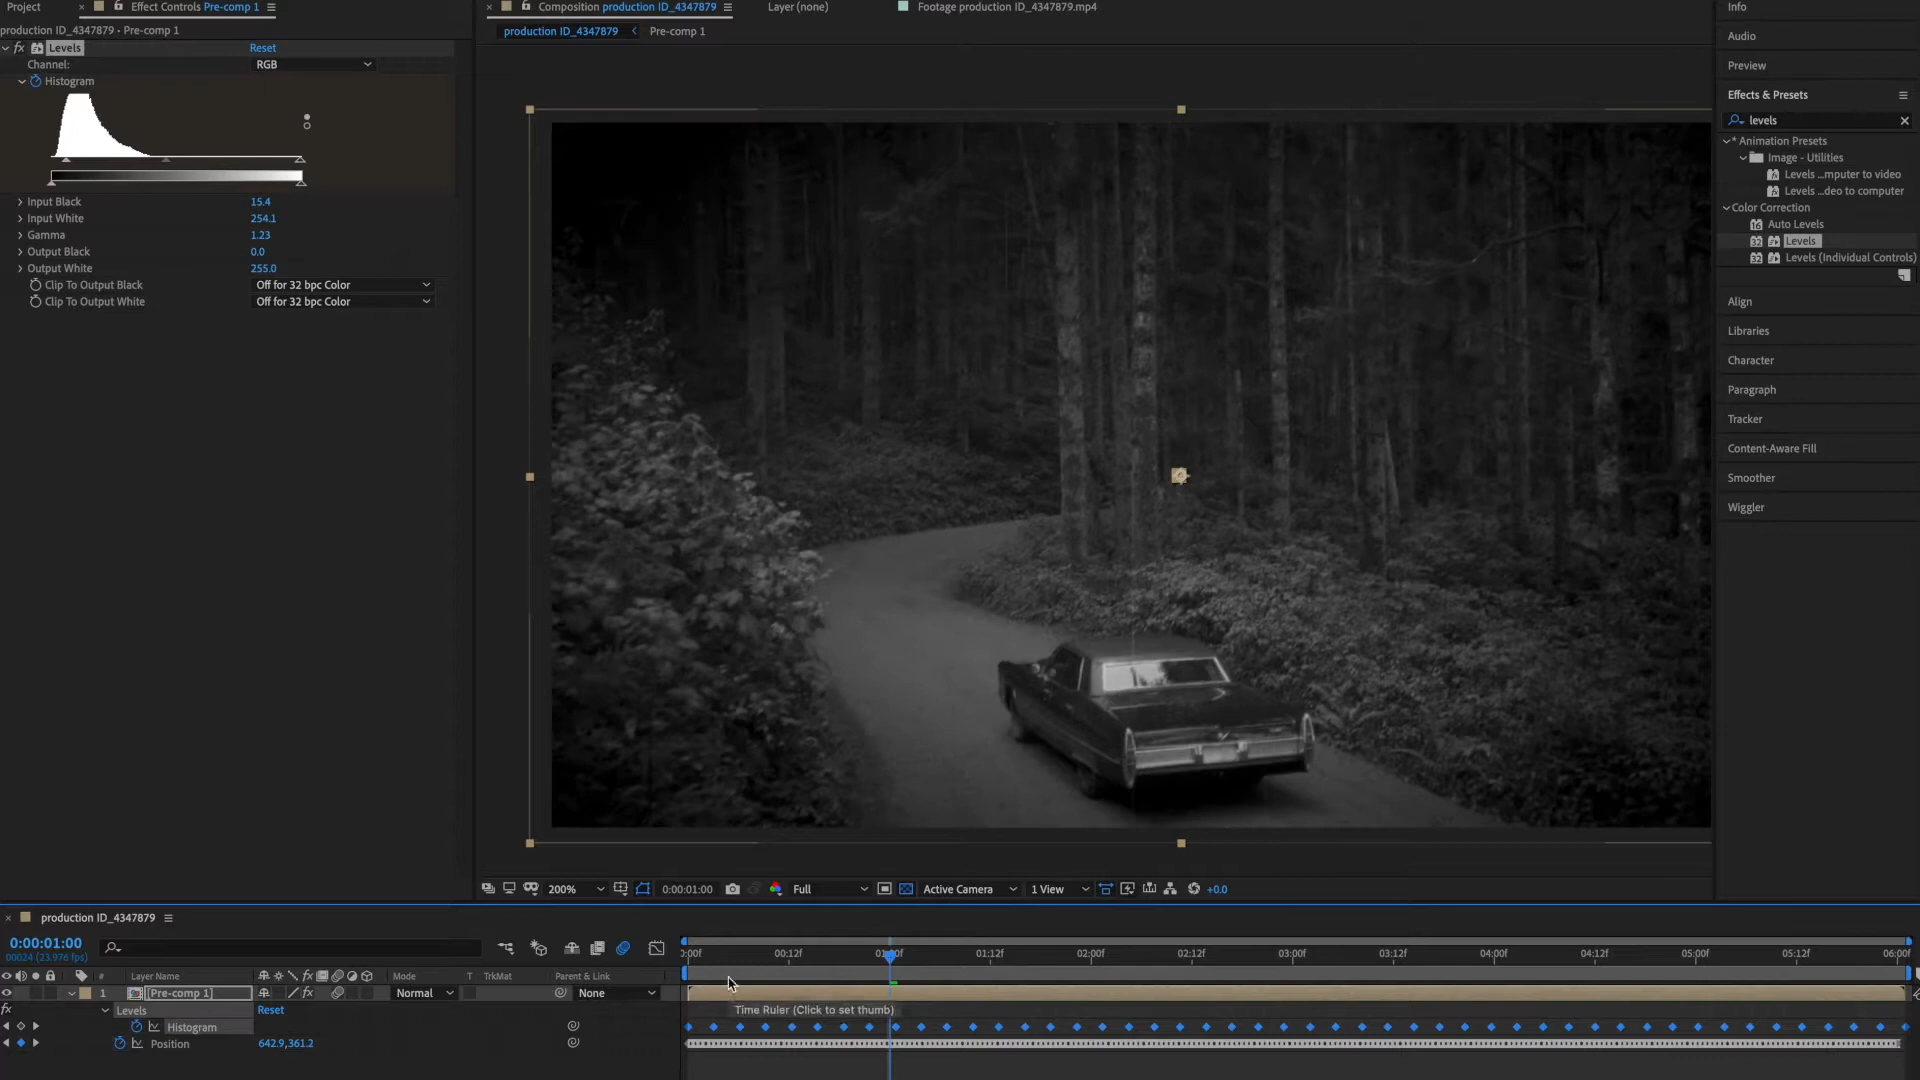 Project
Effect Controls Pre-comp 1
production ID_4347879 • Pre-comp 1
fx Levels Reset
Channel: RGB
Histogram
Input Black 15.4
Input White 254.1
Gamma 1.23
Output Black 0.0
Output White 255.0
Clip To Output Black Off for 32 bpc Color
Clip To Output White Off for 32 bpc Color
Composition production ID_4347879
Layer (none)
Footage production ID_4347879.mp4
production ID_4347879
Pre-comp 1
200%
0:00:01:00
Full
Active Camera
1 View
+0.0
Info
Audio
Preview
Effects & Presets
levels
* Animation Presets
Image - Utilities
Levels ...mputer to video
Levels ...deo to computer
Color Correction
16 Auto Levels
32 Levels
32 Levels (Individual Controls)
Align
Libraries
Character
Paragraph
Tracker
Content-Aware Fill
Smoother
Wiggler
production ID_4347879
0:00:01:00
00024 (23.976 fps)
# Layer Name Mode T TrkMat Parent & Link
1 [Pre-comp 1] Normal None
fx Levels Reset
Histogram
Position 642.9,361.2
:00f 00:12f 01:00f 01:12f 02:00f 02:12f 03:00f 03:12f 04:00f 04:12f 05:00f 05:12f 06:00f
Time Ruler (Click to set thumb)